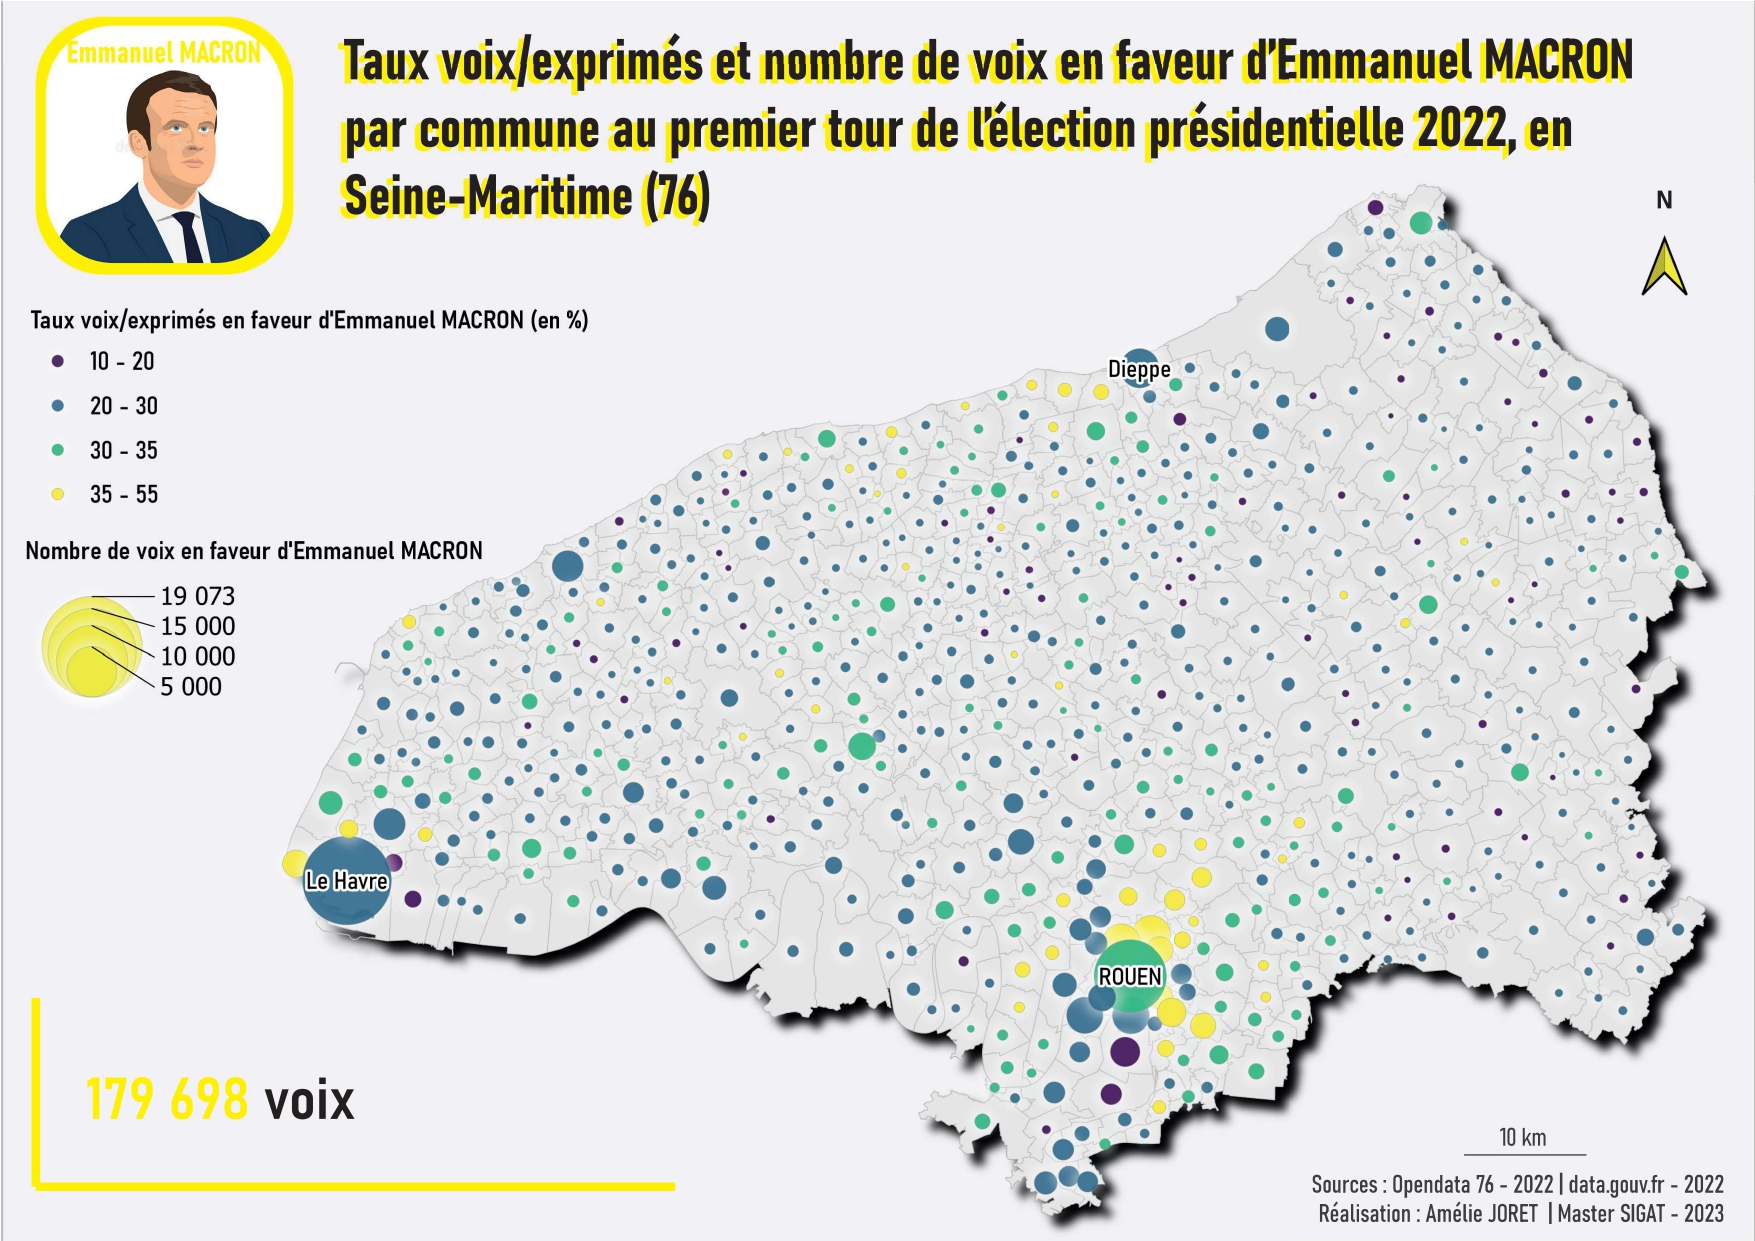 Emmanuel MACRON
Taux voix/exprimés et nombre de voix en faveur d'Emmanuel MACRON
par commune au premier tour de l'élection présidentielle 2022, en
Seine-Maritime (76)
N
Taux voix/exprimés en faveur d'Emmanuel MACRON (en %)
10 - 20
20 - 30
30 - 35
35 - 55
Nombre de voix en faveur d'Emmanuel MACRON
19 073
15 000
10 000
5 000
Dieppe
Le Havre
ROUEN
179 698 voix
10 km
Sources : Opendata 76 - 2022 | data.gouv.fr - 2022
Réalisation : Amélie JORET | Master SIGAT - 2023